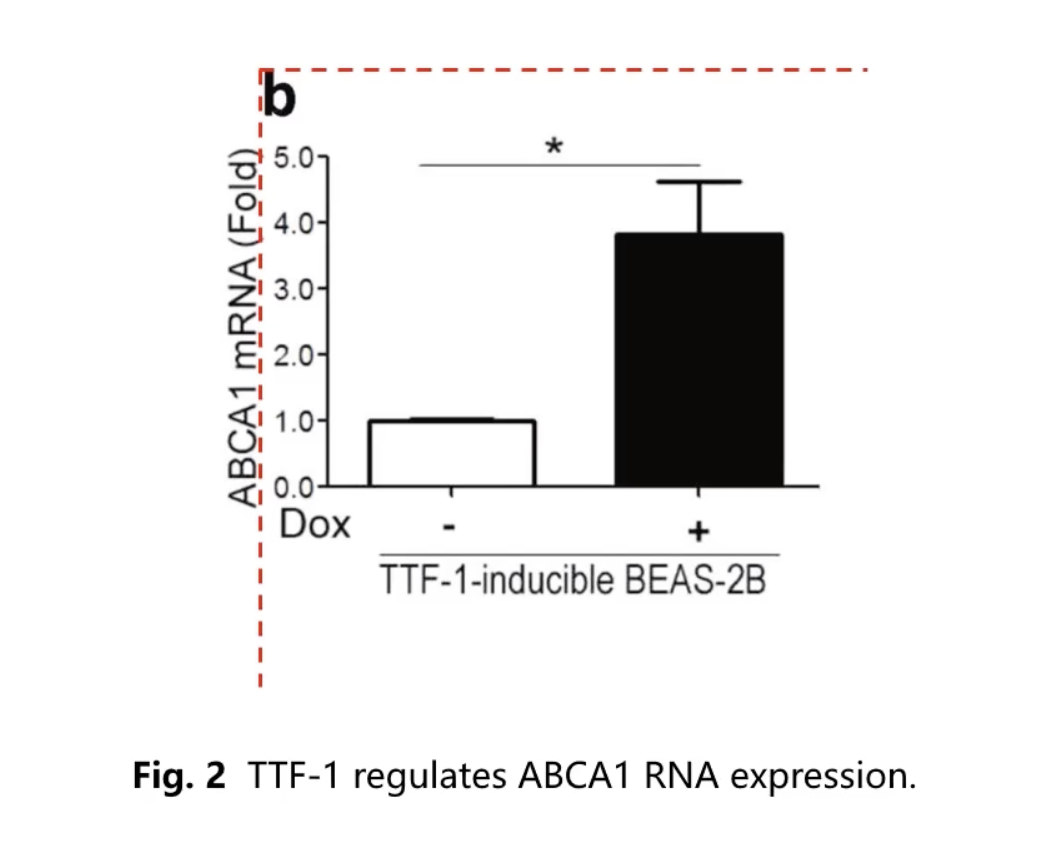 b
*
ABCA1 mRNA (Fold)
5.0
4.0
3.0
2.0
1.0
0.0
Dox - +
TTF-1-inducible BEAS-2B
Fig. 2 TTF-1 regulates ABCA1 RNA expression.